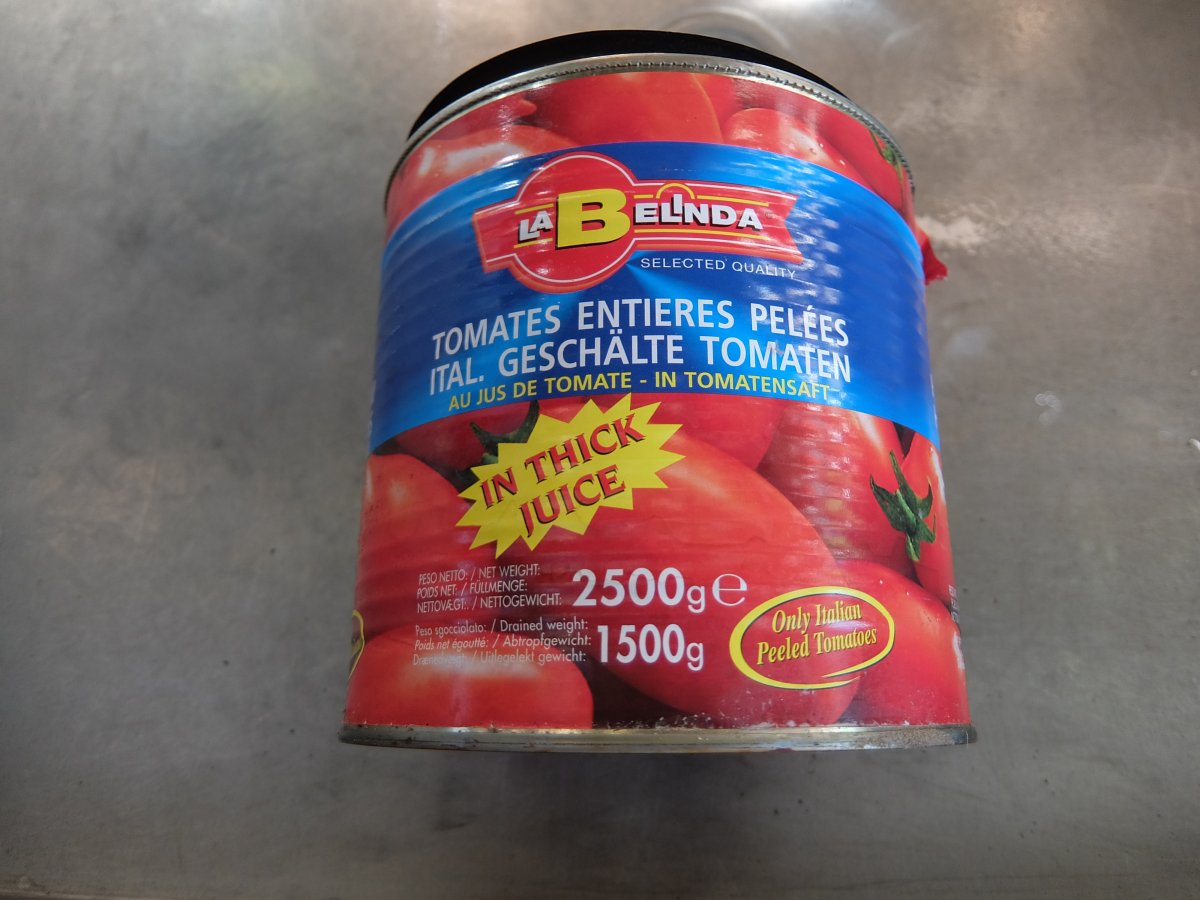 LA BELINDA
SELECTED QUALITY
TOMATES ENTIERES PELÉES
ITAL. GESCHÄLTE TOMATEN
AU JUS DE TOMATE - IN TOMATENSAFT
IN THICK
JUICE
PESO NETTO: / NET WEIGHT:
POIDS NET: / FÜLLMENGE:
NETTOVÆGT: / NETTOGEWICHT:
2500g℮
Peso sgocciolato: / Drained weight:
Poids net égoutté: / Abtropfgewicht:
Drænedvægt: / Uitlegelekt gewicht:
1500g
Only Italian
Peeled Tomatoes